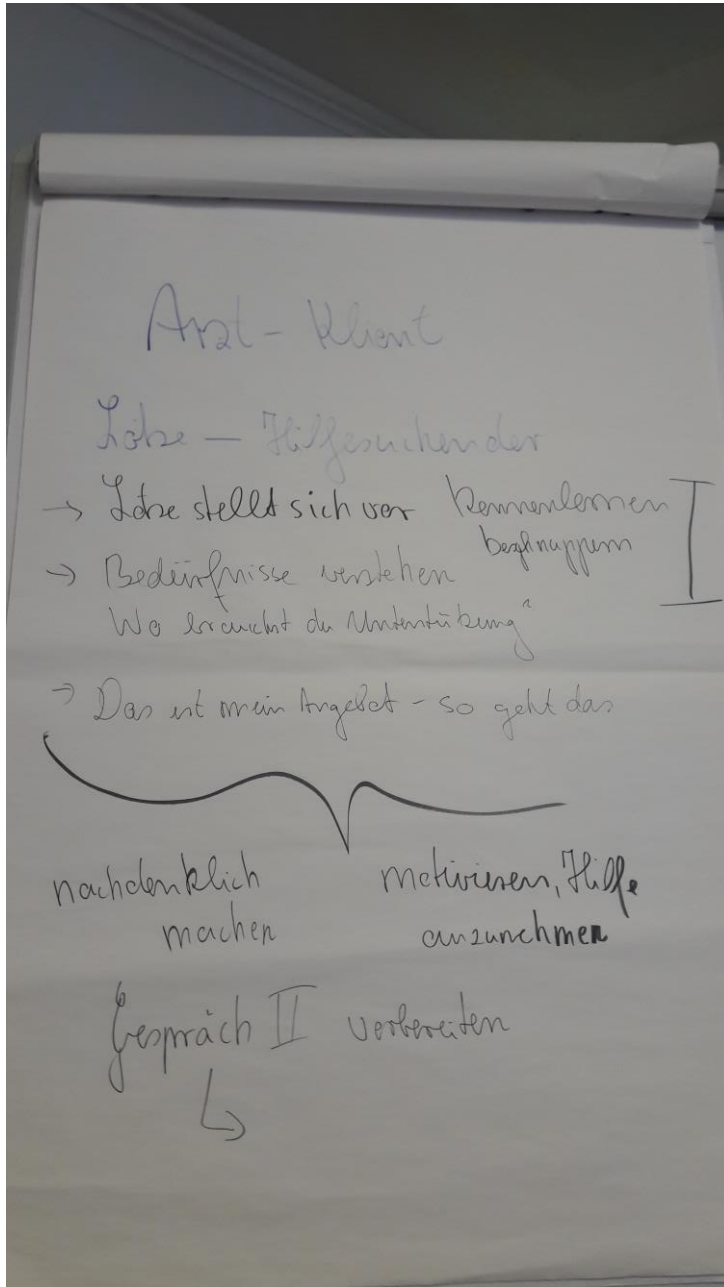 Arzt - Klient
Lotse - Hilfesuchender
→ Lotse stellt sich vor Kennenlernen
beschnuppern I
→ Bedürfnisse verstehen
Wo brauchst du Unterstützung"
→ Das ist mein Angebot - so geht das
nachdenklich motivieren, Hilfe
machen anzunehmen
Gespräch II vorbereiten
↳